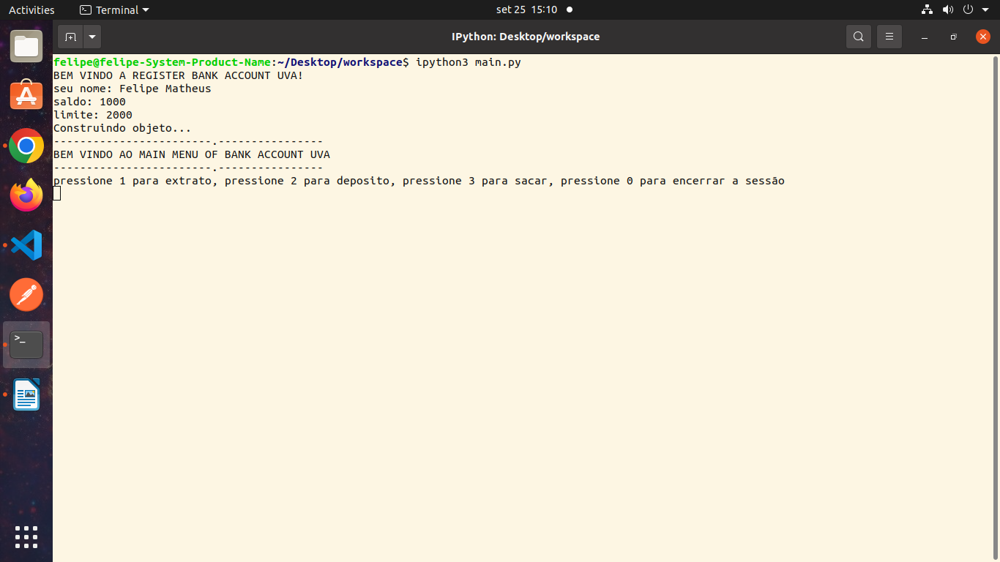 Activities
Terminal
set 25 15:10
IPython: Desktop/workspace
felipe@felipe-System-Product-Name:~/Desktop/workspace$ ipython3 main.py
BEM VINDO A REGISTER BANK ACCOUNT UVA!
seu nome: Felipe Matheus
saldo: 1000
limite: 2000
Construindo objeto...
------------------------.----------------
BEM VINDO AO MAIN MENU OF BANK ACCOUNT UVA
------------------------.----------------
pressione 1 para extrato, pressione 2 para deposito, pressione 3 para sacar, pressione 0 para encerrar a sessão